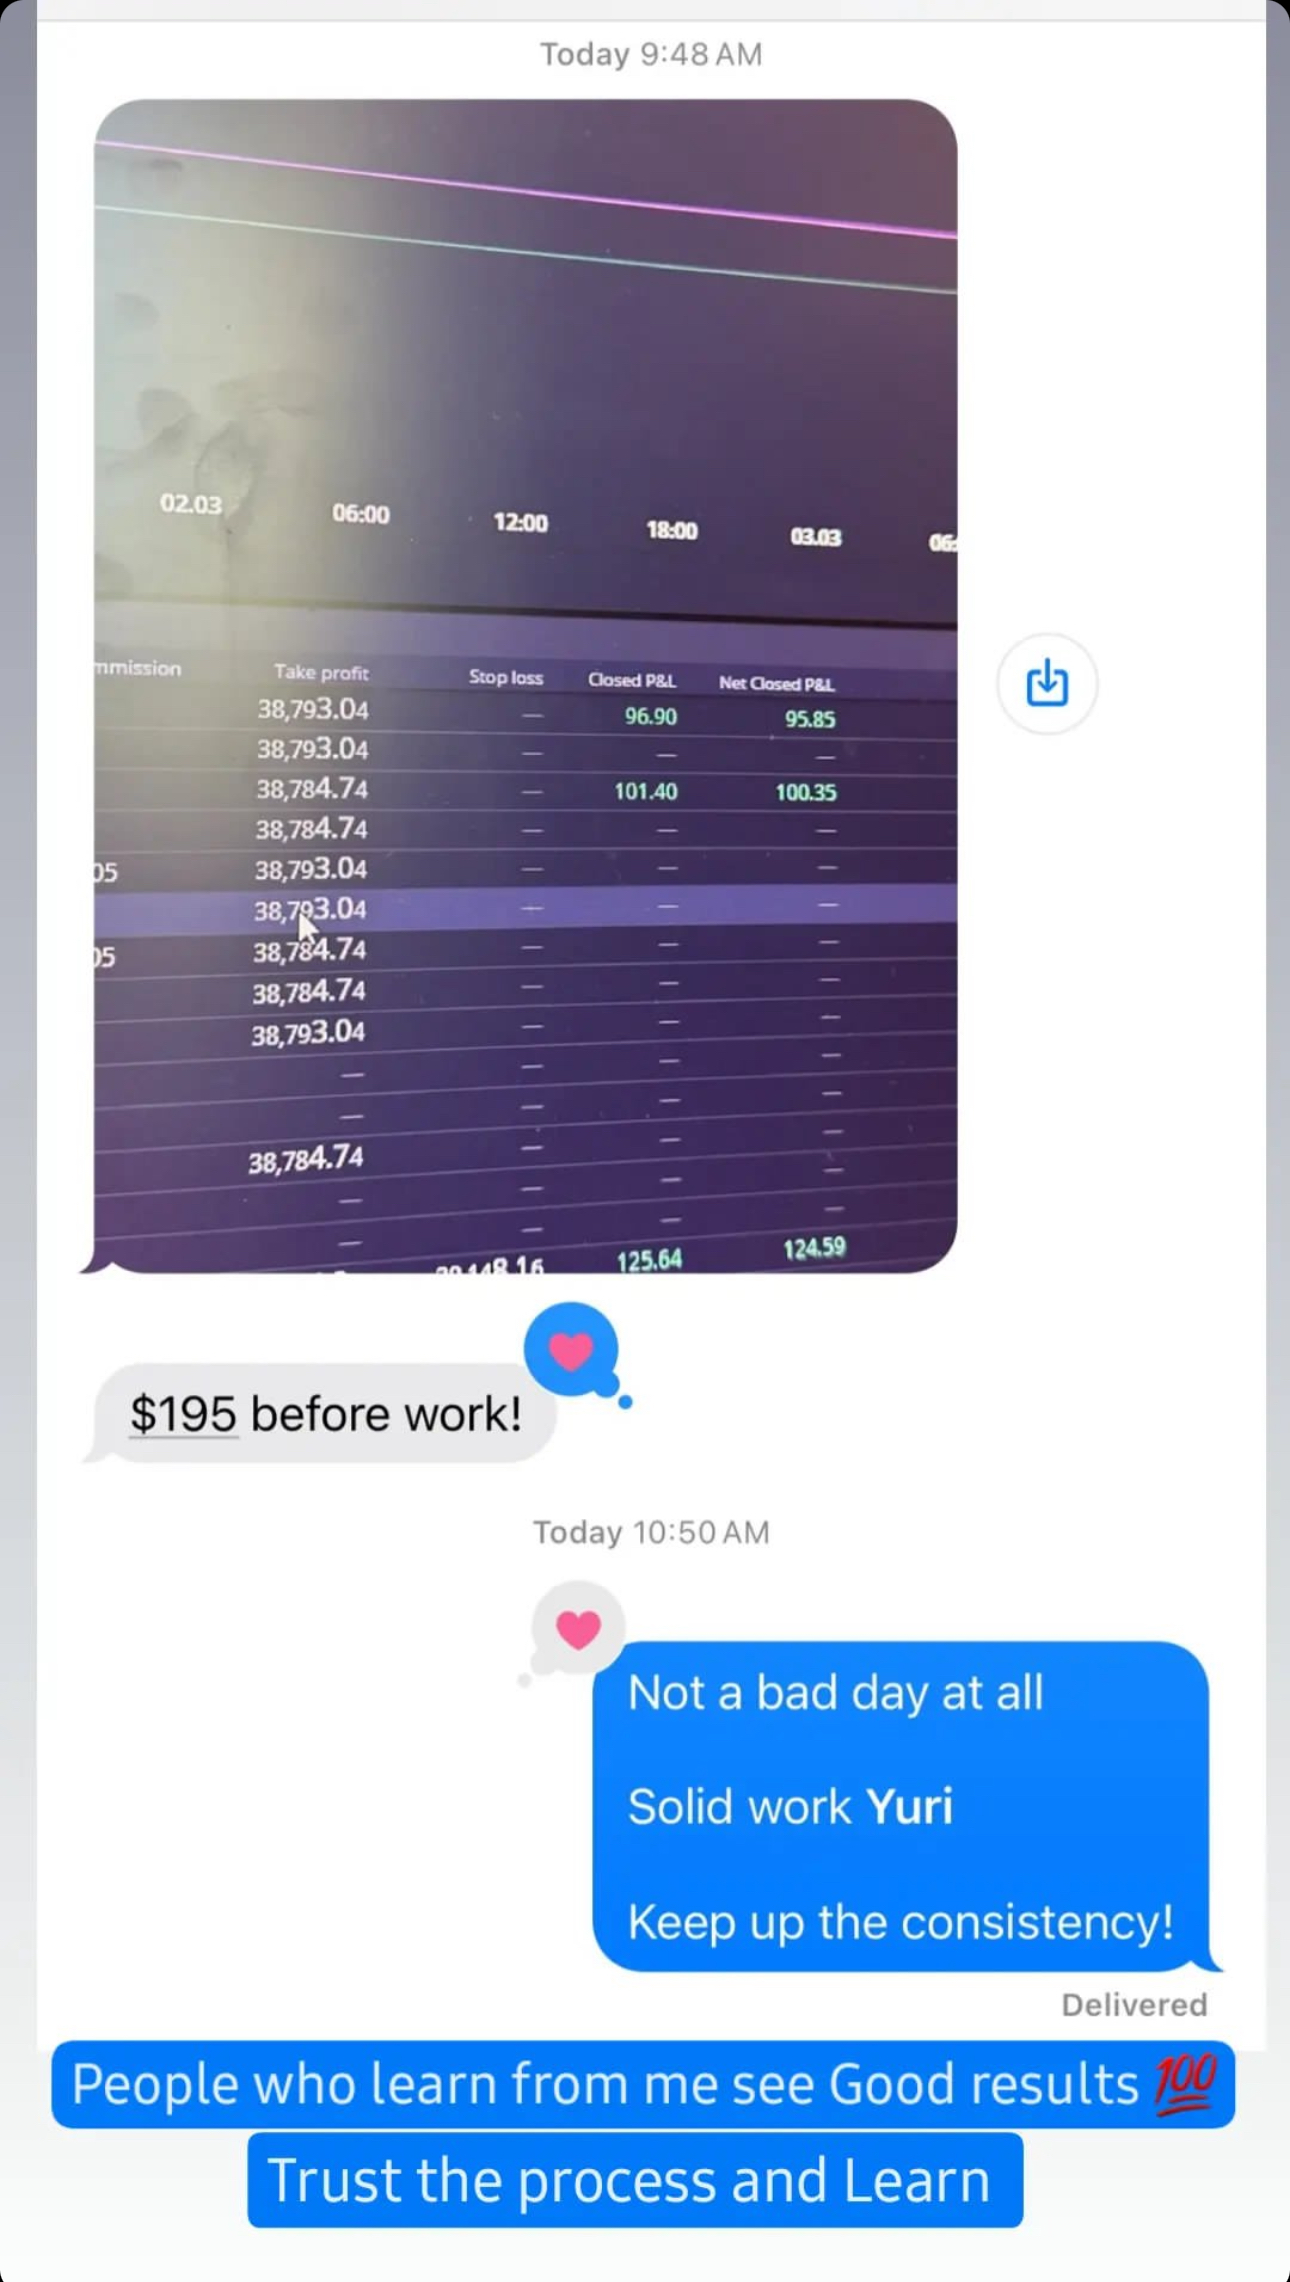 Today 9:48 AM
02.03 06:00 12:00 18:00 03.03
Take profit Stop loss Closed P&L Net Closed P&L
38,793.04 — 96.90 95.85
38,793.04 — — —
38,784.74 — 101.40 100.35
38,784.74 — — —
05 38,793.04 — — —
38,793.04 — — —
05 38,784.74 — — —
38,784.74 — — —
38,793.04 — — —
— — — —
— — — —
38,784.74 — — —
— — — —
— — — —
125.64 124.59
$195 before work!
Today 10:50 AM
Not a bad day at all
Solid work Yuri
Keep up the consistency!
Delivered
People who learn from me see Good results 💯
Trust the process and Learn